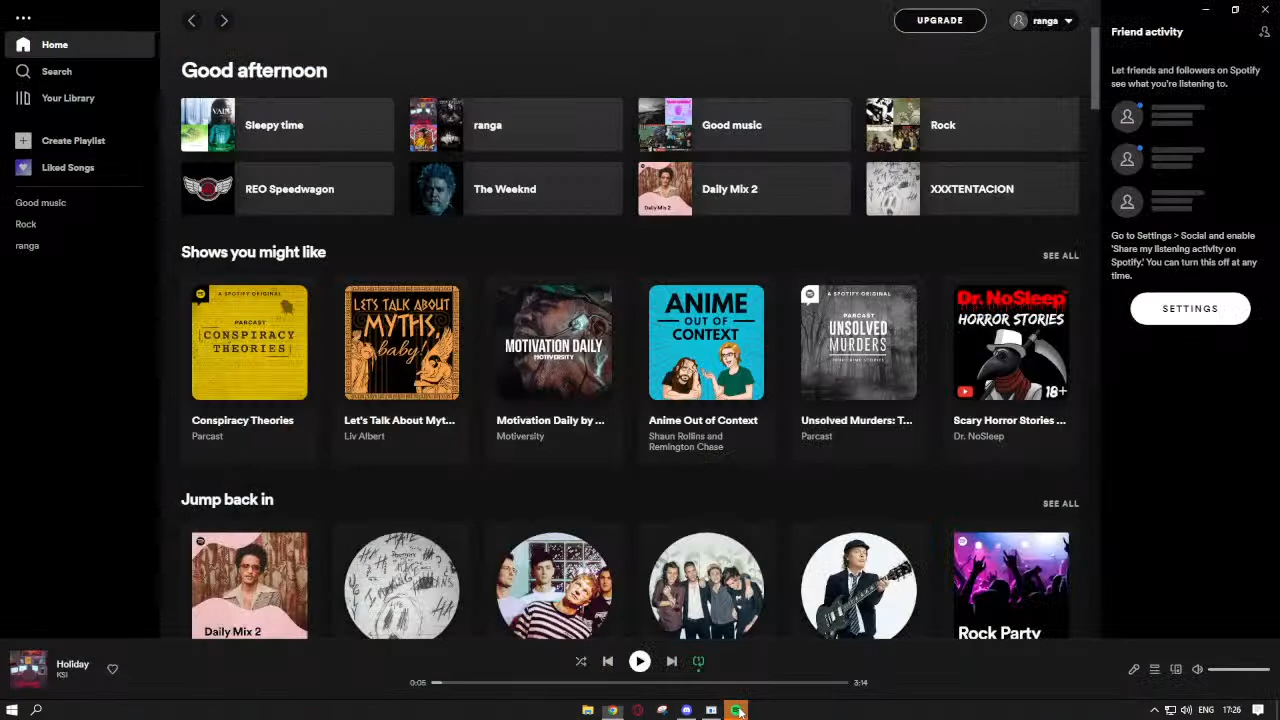 UPGRADE
ranga
Home
Search
Your Library
Create Playlist
Liked Songs
Good music
Rock
ranga
Good afternoon
Sleepy time
ranga
Good music
Rock
REO Speedwagon
The Weeknd
Daily Mix 2
Daily Mix 2
XXXTENTACION
Shows you might like
SEE ALL
A SPOTIFY ORIGINAL
PARCAST
CONSPIRACY
THEORIES
Conspiracy Theories
Parcast
LETS TALK ABOUT
MYTHS,
baby!
Let's Talk About Myt...
Liv Albert
MOTIVATION DAILY
MOTIVERSITY
Motivation Daily by ...
Motiversity
ANIME
OUT OF
CONTEXT
Anime Out of Context
Shaun Rollins and
Remington Chase
A SPOTIFY ORIGINAL
PARCAST
UNSOLVED
MURDERS
Unsolved Murders: T...
Parcast
Dr. NoSleep
HORROR STORIES
18+
Scary Horror Stories ...
Dr. NoSleep
Jump back in
SEE ALL
Daily Mix 2
Rock Party
Friend activity
Let friends and followers on Spotify
see what you're listening to.
Go to Settings > Social and enable
'Share my listening activity on
Spotify.' You can turn this off at any
time.
SETTINGS
Holiday
KSI
0:05
3:14
ENG
17:26